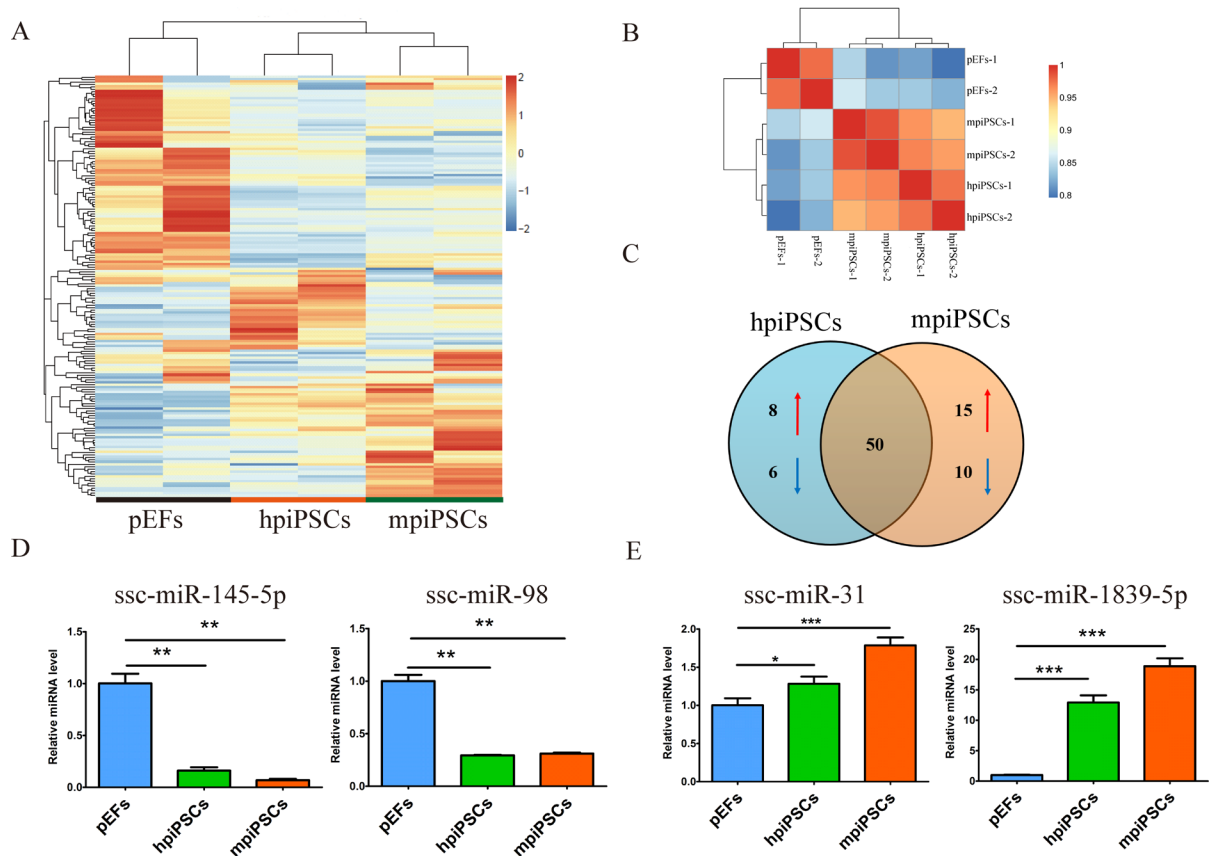 A
2
1
0
−1
−2
pEFs
hpiPSCs
mpiPSCs
B
pEFs-1
pEFs-2
mpiPSCs-1
mpiPSCs-2
hpiPSCs-1
hpiPSCs-2
pEFs-1
pEFs-2
mpiPSCs-1
mpiPSCs-2
hpiPSCs-1
hpiPSCs-2
1
0.95
0.9
0.85
0.8
C
hpiPSCs
mpiPSCs
8
6
50
15
10
D
ssc-miR-145-5p
Relative miRNA level
1.5
1.0
0.5
0.0
**
**
pEFs
hpiPSCs
mpiPSCs
ssc-miR-98
Relative miRNA level
1.5
1.0
0.5
0.0
**
**
pEFs
hpiPSCs
mpiPSCs
E
ssc-miR-31
Relative miRNA level
2.0
1.5
1.0
0.5
0.0
***
*
pEFs
hpiPSCs
mpiPSCs
ssc-miR-1839-5p
Relative miRNA level
25
20
15
10
5
0
***
***
pEFs
hpiPSCs
mpiPSCs